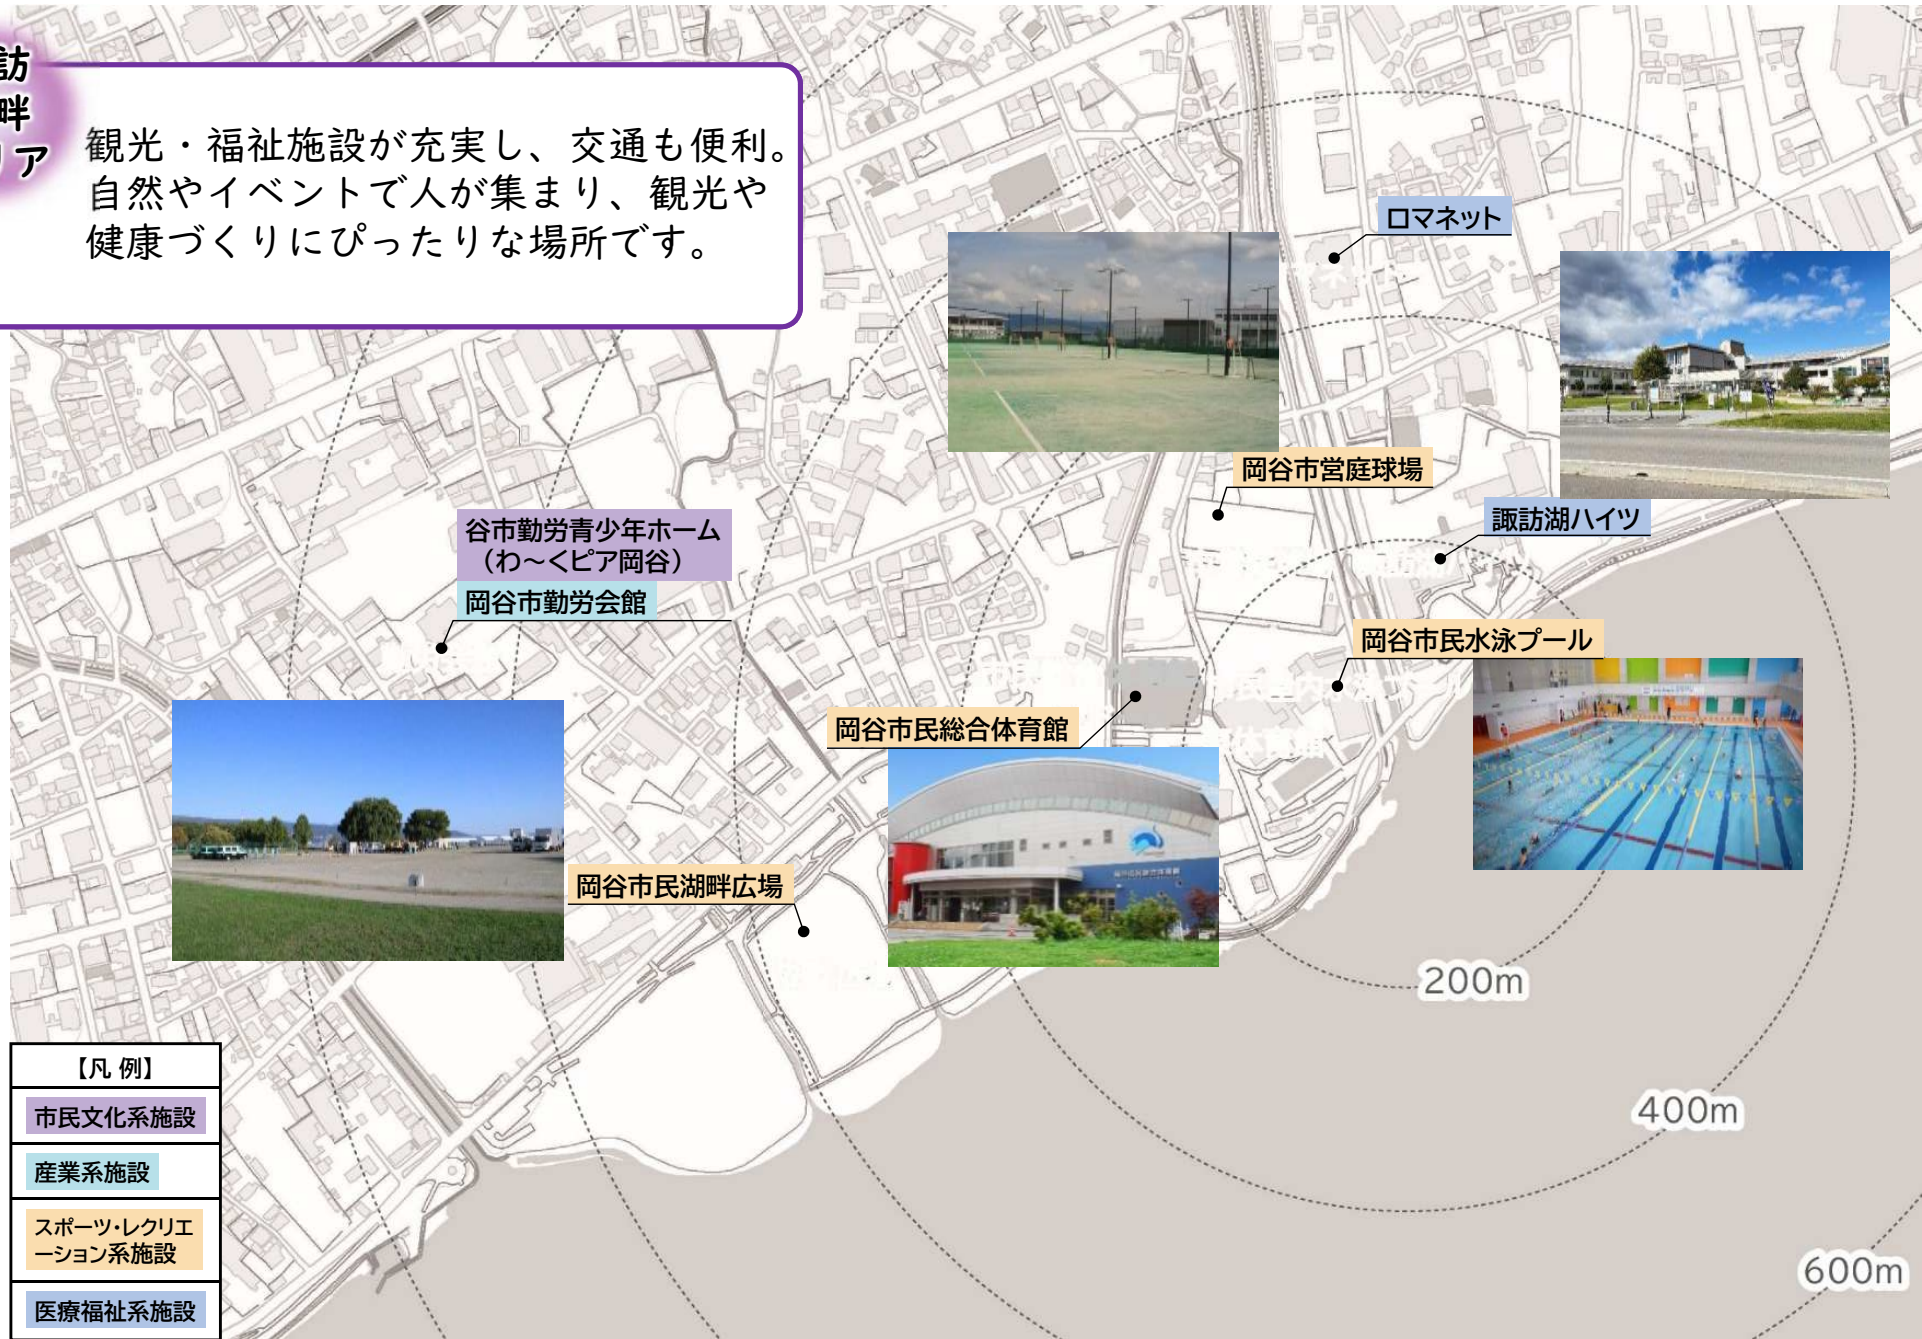 訪
畔
リア
観光・福祉施設が充実し、交通も便利。
自然やイベントで人が集まり、観光や
健康づくりにぴったりな場所です。
ロマネット
岡谷市営庭球場
諏訪湖ハイツ
谷市勤労青少年ホーム
（わ～くピア岡谷）
岡谷市勤労会館
岡谷市民水泳プール
岡谷市民総合体育館
岡谷市民湖畔広場
200m
400m
600m
【凡 例】
市民文化系施設
産業系施設
スポーツ・レクリエ
ーション系施設
医療福祉系施設